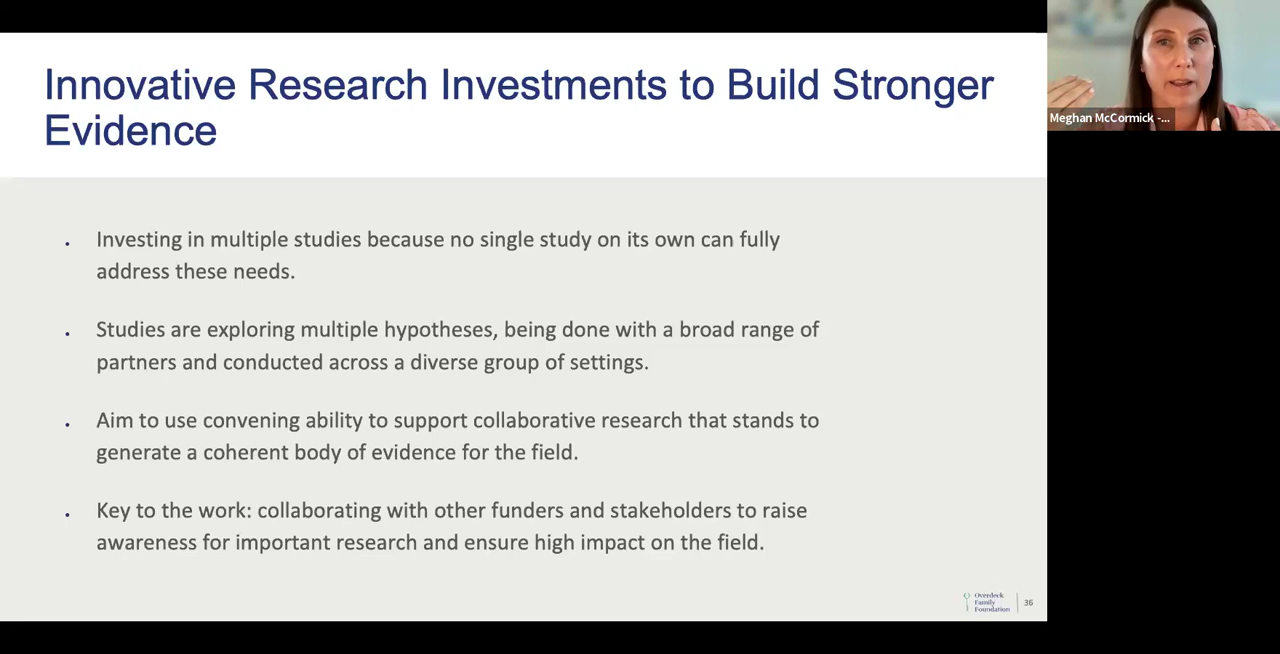 Innovative Research Investments to Build Stronger
Evidence
Meghan McCormick -...
• Investing in multiple studies because no single study on its own can fully
address these needs.
• Studies are exploring multiple hypotheses, being done with a broad range of
partners and conducted across a diverse group of settings.
• Aim to use convening ability to support collaborative research that stands to
generate a coherent body of evidence for the field.
• Key to the work: collaborating with other funders and stakeholders to raise
awareness for important research and ensure high impact on the field.
Overdeck
Family
Foundation
36